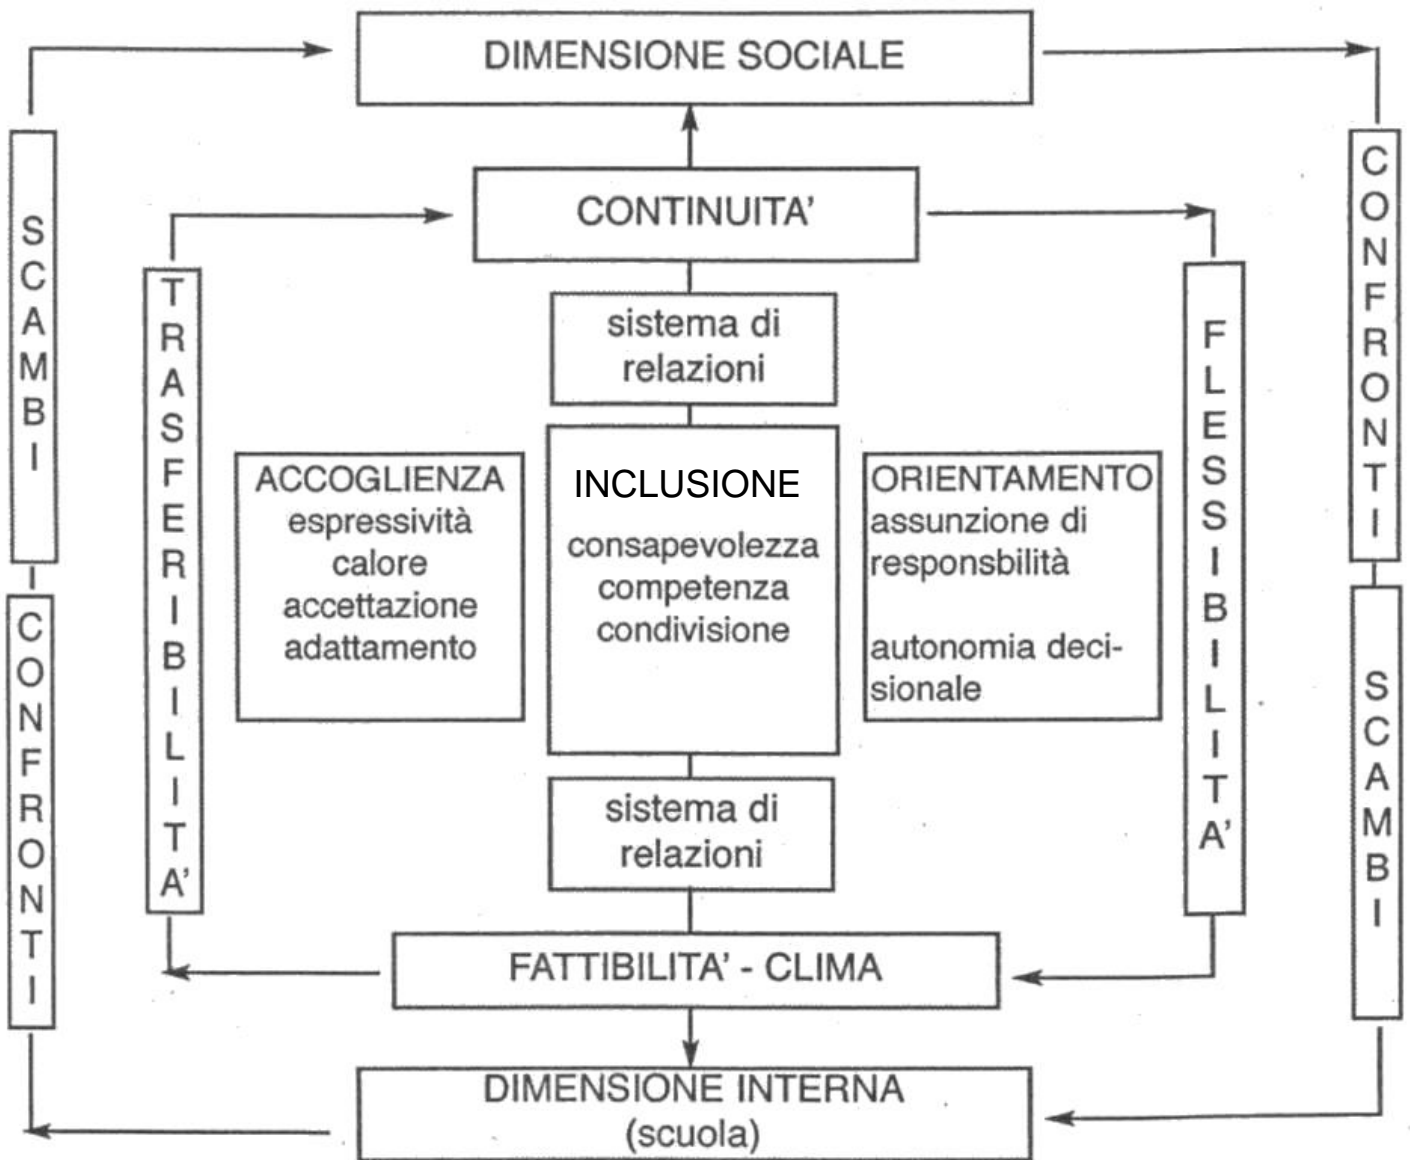 DIMENSIONE SOCIALE
CONTINUITA'
SCAMBI
CONFRONTI
TRASFERIBILITA'
FLESSIBILITA'
sistema di
relazioni
ACCOGLIENZA
espressività
calore
accettazione
adattamento
INCLUSIONE
consapevolezza
competenza
condivisione
ORIENTAMENTO
assunzione di
responsbilità
autonomia deci-
sionale
CONFRONTI
SCAMBI
sistema di
relazioni
FATTIBILITA' - CLIMA
DIMENSIONE INTERNA
(scuola)